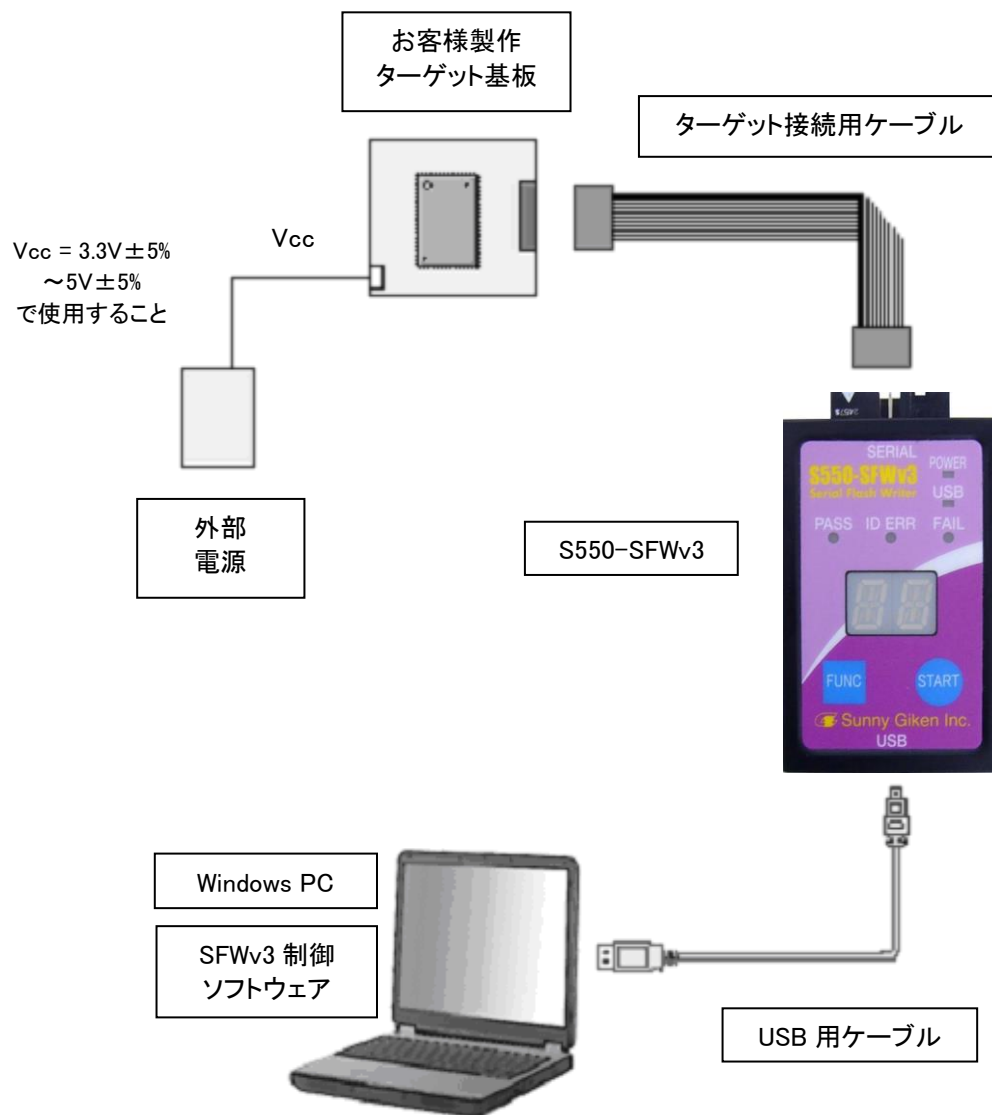 お客様製作
ターゲット基板
ターゲット接続用ケーブル
Vcc = 3.3V±5%
～5V±5%
で使用すること
Vcc
外部
電源
S550-SFWv3
SERIAL
S550-SFWv3
Serial Flash Writer
POWER
USB
PASS ID ERR FAIL
FUNC
START
Sunny Giken Inc.
USB
Windows PC
SFWv3 制御
ソフトウェア
USB 用ケーブル